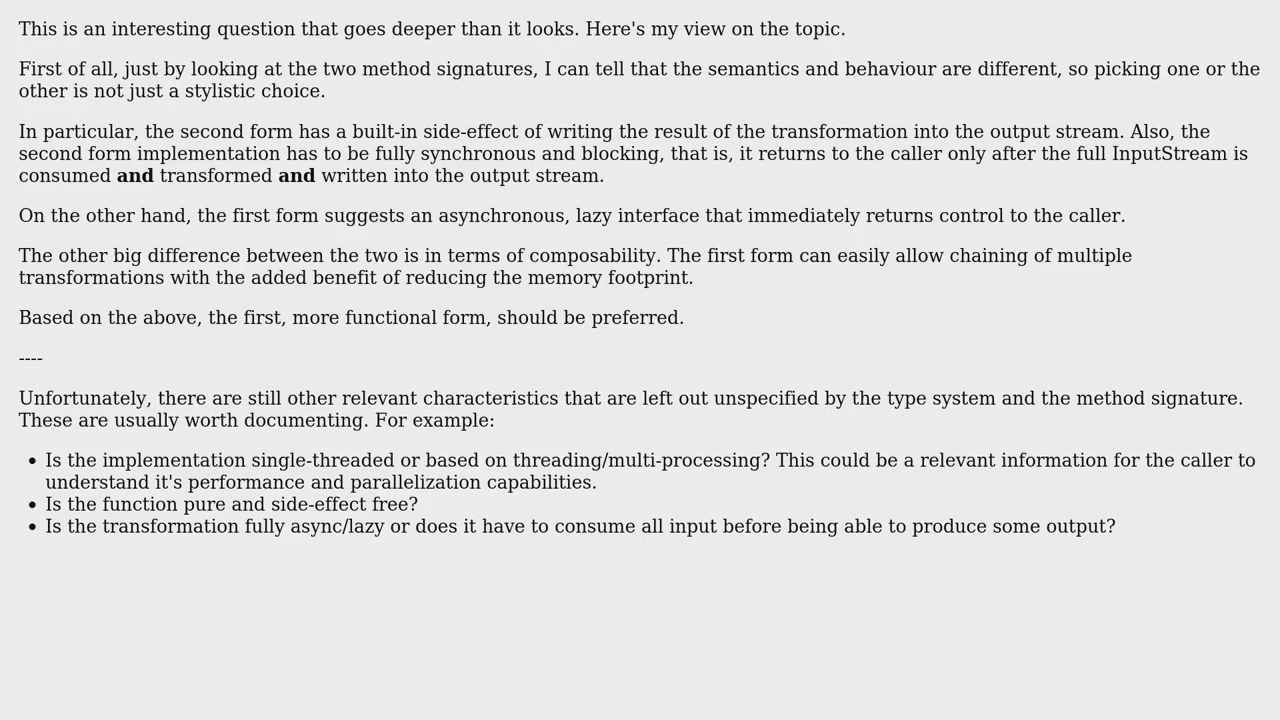 This is an interesting question that goes deeper than it looks. Here's my view on the topic.
First of all, just by looking at the two method signatures, I can tell that the semantics and behaviour are different, so picking one or the
other is not just a stylistic choice.
In particular, the second form has a built-in side-effect of writing the result of the transformation into the output stream. Also, the
second form implementation has to be fully synchronous and blocking, that is, it returns to the caller only after the full InputStream is
consumed and transformed and written into the output stream.
On the other hand, the first form suggests an asynchronous, lazy interface that immediately returns control to the caller.
The other big difference between the two is in terms of composability. The first form can easily allow chaining of multiple
transformations with the added benefit of reducing the memory footprint.
Based on the above, the first, more functional form, should be preferred.
----
Unfortunately, there are still other relevant characteristics that are left out unspecified by the type system and the method signature.
These are usually worth documenting. For example:
• Is the implementation single-threaded or based on threading/multi-processing? This could be a relevant information for the caller to
understand it's performance and parallelization capabilities.
• Is the function pure and side-effect free?
• Is the transformation fully async/lazy or does it have to consume all input before being able to produce some output?